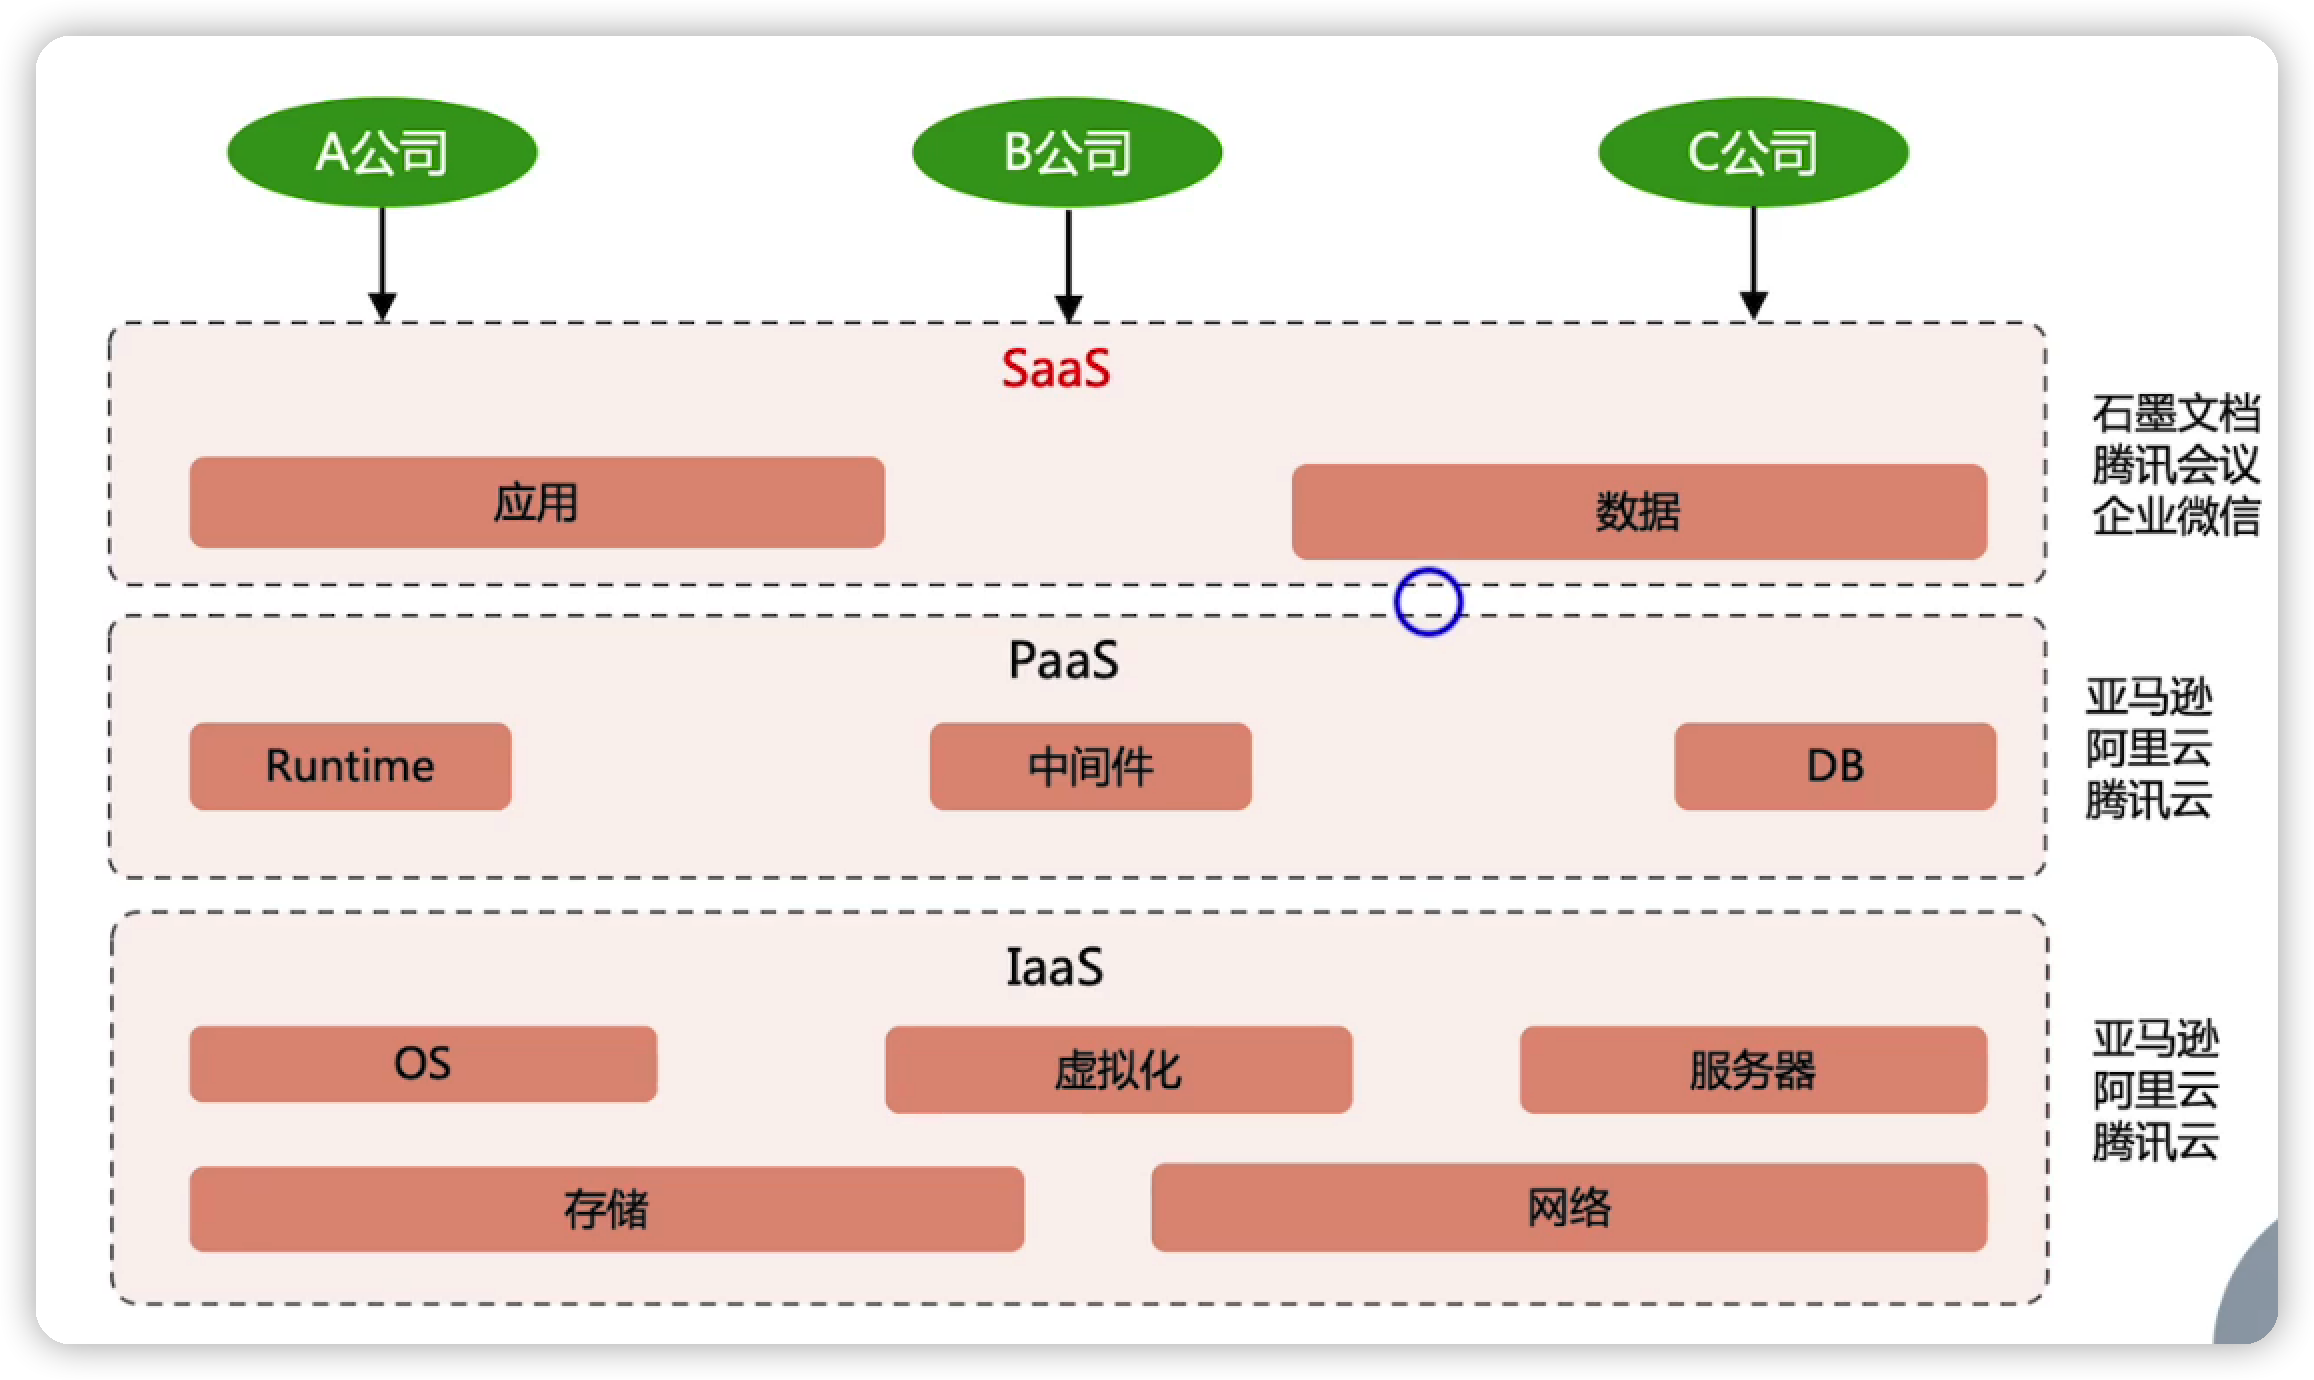 A公司
B公司
C公司
SaaS
应用
数据
石墨文档
腾讯会议
企业微信
PaaS
Runtime
中间件
DB
亚马逊
阿里云
腾讯云
IaaS
OS
虚拟化
服务器
存储
网络
亚马逊
阿里云
腾讯云